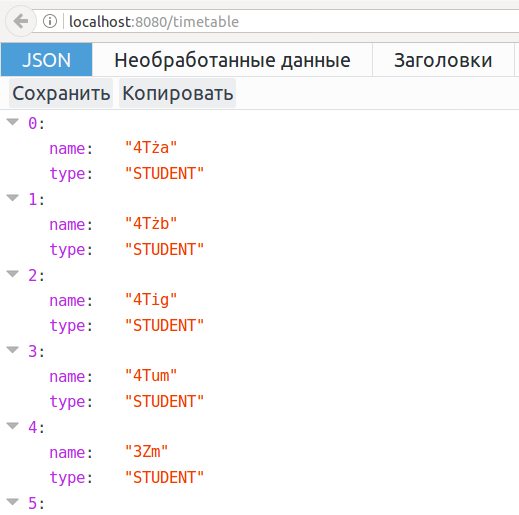 localhost:8080/timetable
JSON Необработанные данные Заголовки
Сохранить Копировать
0:
name: "4Tża"
type: "STUDENT"
1:
name: "4Tżb"
type: "STUDENT"
2:
name: "4Tig"
type: "STUDENT"
3:
name: "4Tum"
type: "STUDENT"
4:
name: "3Zm"
type: "STUDENT"
5: